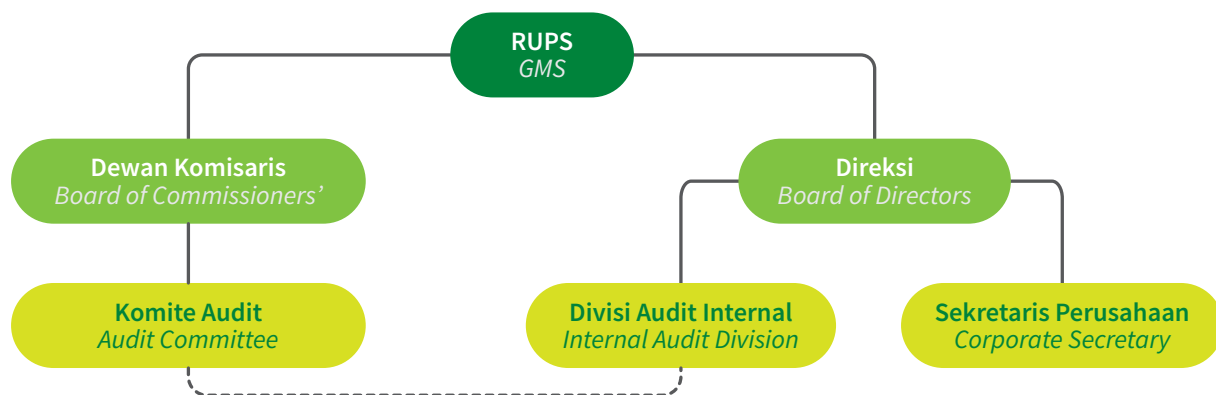 RUPS
GMS
Dewan Komisaris
Board of Commissioners’
Direksi
Board of Directors
Komite Audit
Audit Committee
Divisi Audit Internal
Internal Audit Division
Sekretaris Perusahaan
Corporate Secretary